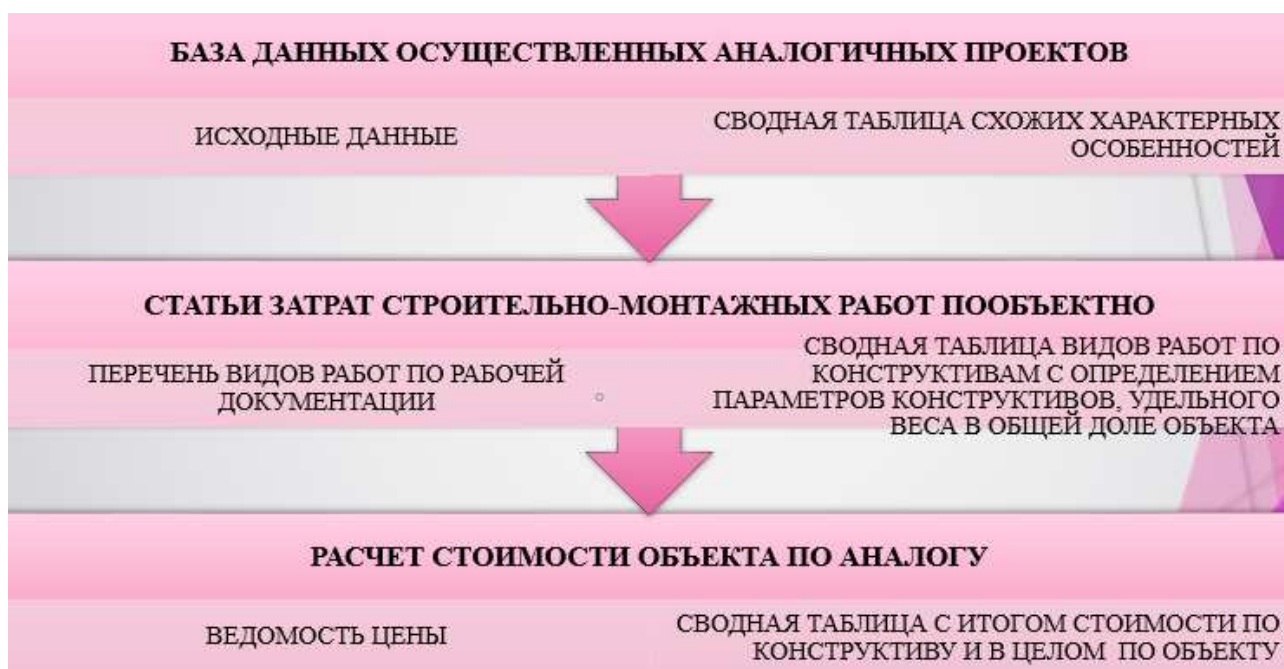 БАЗА ДАННЫХ ОСУЩЕСТВЛЕННЫХ АНАЛОГИЧНЫХ ПРОЕКТОВ
ИСХОДНЫЕ ДАННЫЕ
СВОДНАЯ ТАБЛИЦА СХОЖИХ ХАРАКТЕРНЫХ
ОСОБЕННОСТЕЙ
СТАТЬИ ЗАТРАТ СТРОИТЕЛЬНО-МОНТАЖНЫХ РАБОТ ПООБЪЕКТНО
ПЕРЕЧЕНЬ ВИДОВ РАБОТ ПО РАБОЧЕЙ
ДОКУМЕНТАЦИИ
СВОДНАЯ ТАБЛИЦА ВИДОВ РАБОТ ПО
КОНСТРУКТИВАМ С ОПРЕДЕЛЕНИЕМ
ПАРАМЕТРОВ КОНСТРУКТИВОВ, УДЕЛЬНОГО
ВЕСА В ОБЩЕЙ ДОЛЕ ОБЪЕКТА
РАСЧЕТ СТОИМОСТИ ОБЪЕКТА ПО АНАЛОГУ
ВЕДОМОСТЬ ЦЕНЫ
СВОДНАЯ ТАБЛИЦА С ИТОГОМ СТОИМОСТИ ПО
КОНСТРУКТИВУ И В ЦЕЛОМ ПО ОБЪЕКТУ